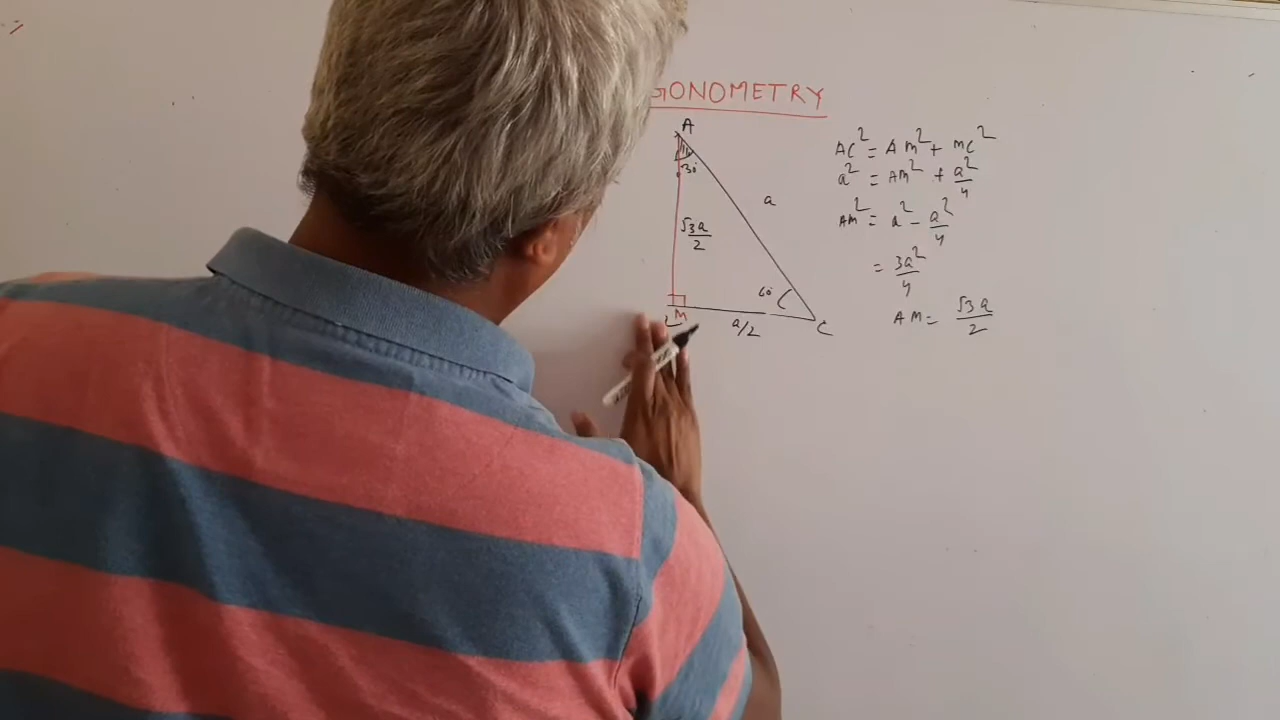 GONOMETRY
A
30°
a
√3a/2
60°
M
a/2
C
AC² = AM² + MC²
a² = AM² + a²/4
AM² = a² - a²/4
= 3a²/4
AM = √3a/2